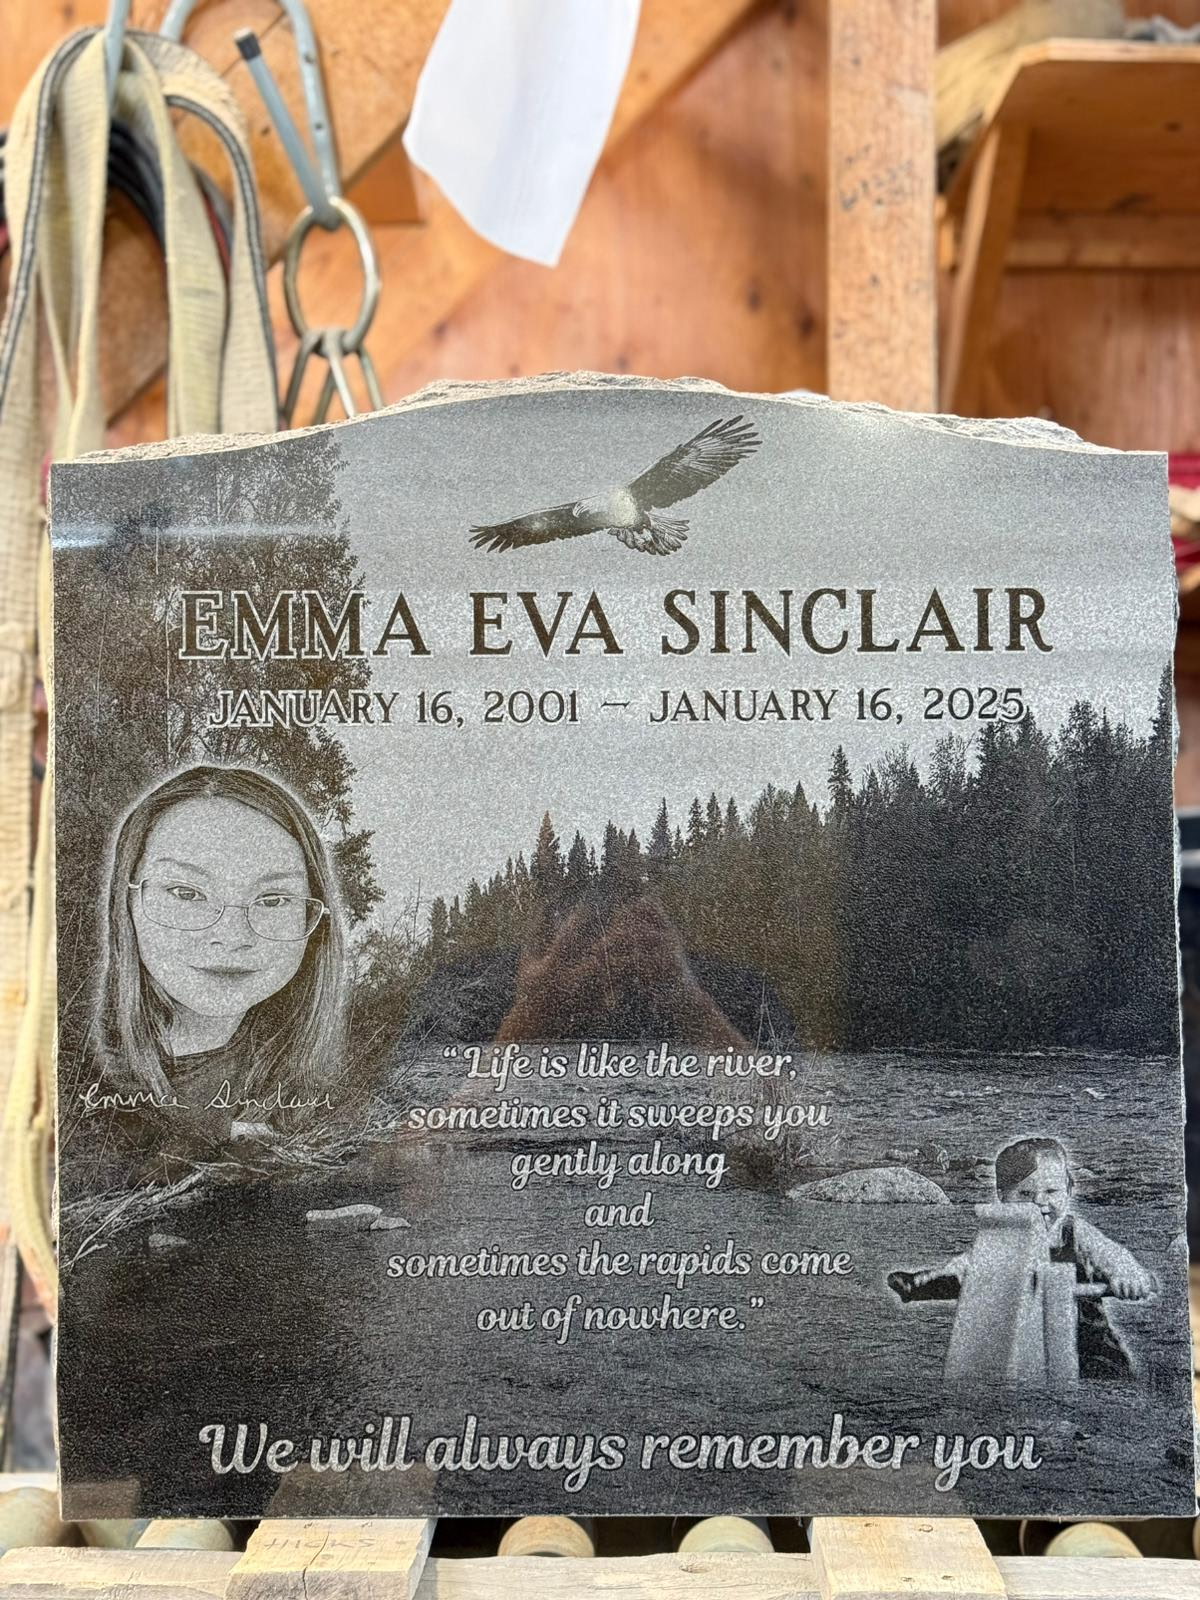 EMMA EVA SINCLAIR
JANUARY 16, 2001 – JANUARY 16, 2025
Emma Sinclair
“Life is like the river,
sometimes it sweeps you
gently along
and
sometimes the rapids come
out of nowhere.”
We will always remember you